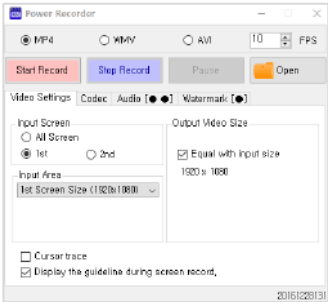 Power Recorder
MP4 WMV AVI 10 FPS
Start Record Stop Record Pause Open
Video Settings Codec Audio [● ●] Watermark [●]
Input Screen Output Video Size
All Screen
1st 2nd Equal with input size
1920 x 1080
Input Area
1st Screen Size (1920x1080)
Cursor trace
Display the guideline during screen record,